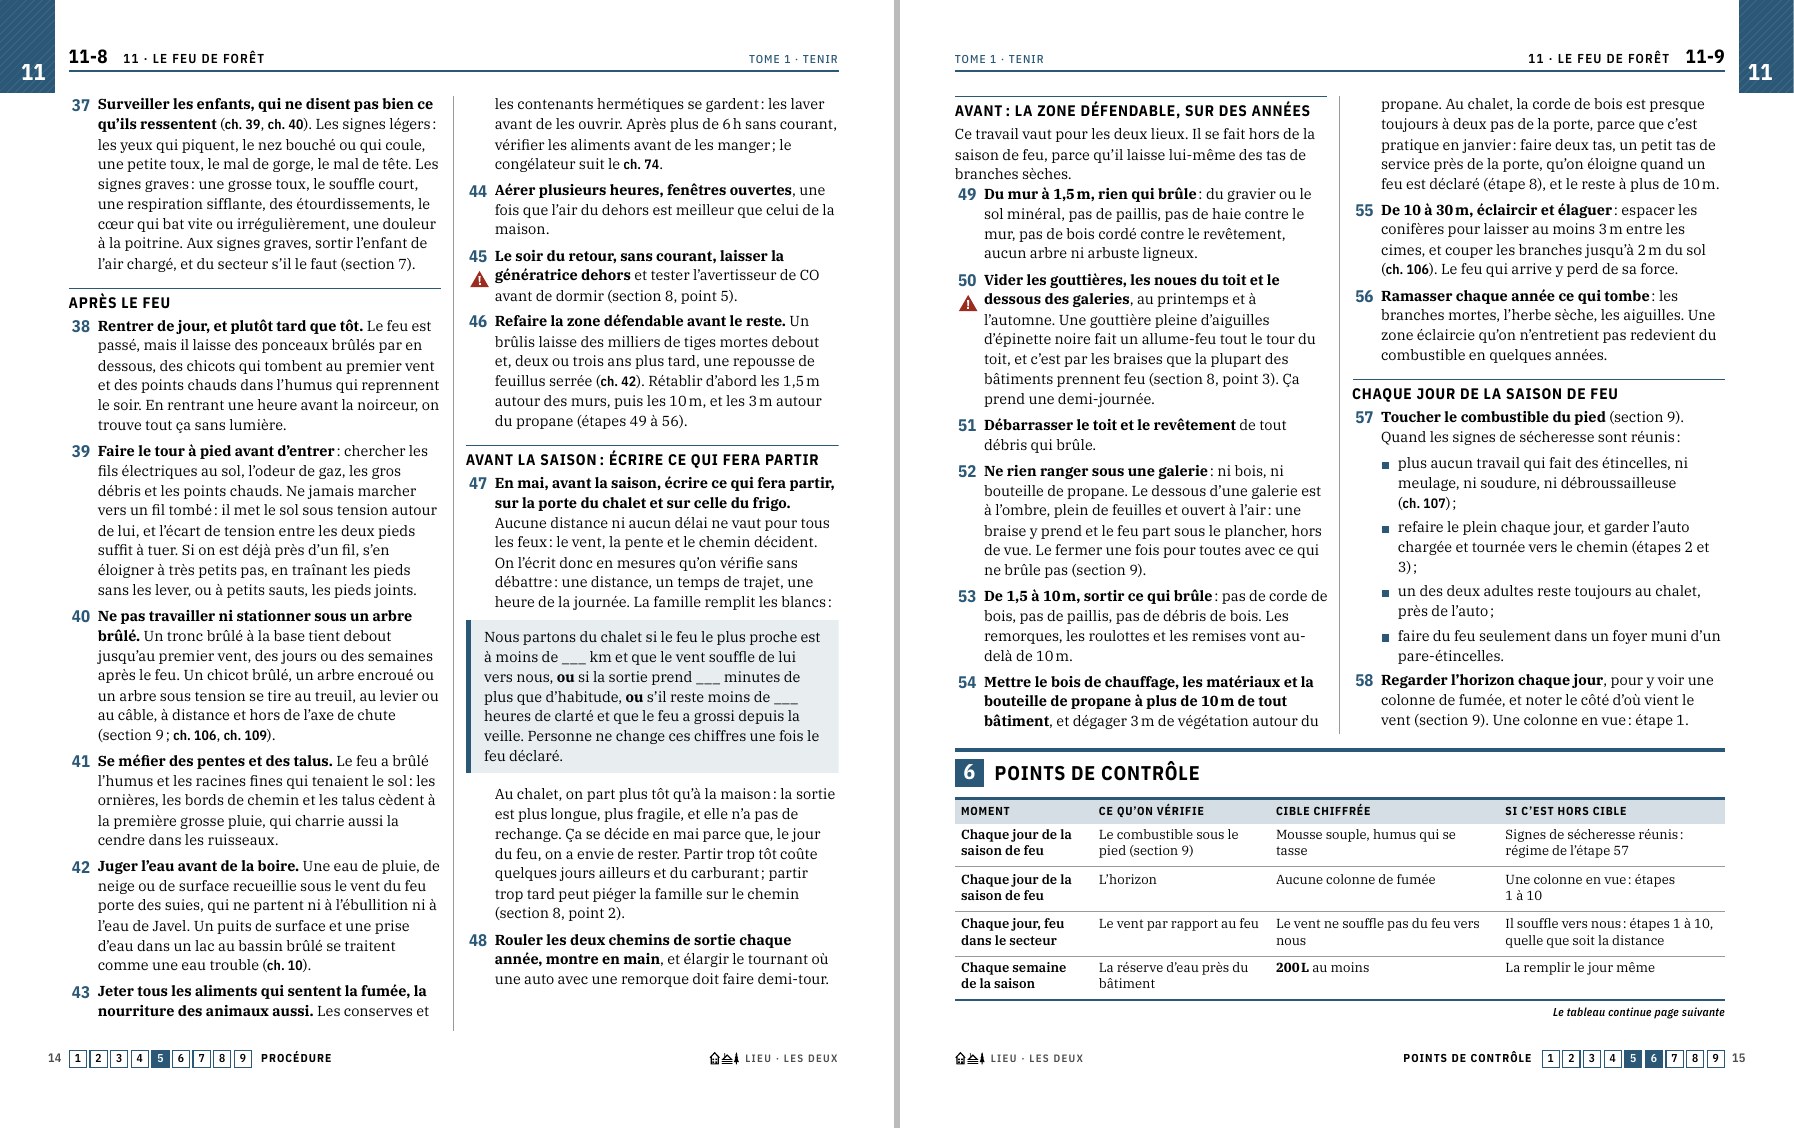 11
11-8 11 · LE FEU DE FORÊT
TOME 1 · TENIR
37 Surveiller les enfants, qui ne disent pas bien ce
qu’ils ressentent (ch. 39, ch. 40). Les signes légers :
les yeux qui piquent, le nez bouché ou qui coule,
une petite toux, le mal de gorge, le mal de tête. Les
signes graves : une grosse toux, le souffle court,
une respiration sifflante, des étourdissements, le
cœur qui bat vite ou irrégulièrement, une douleur
à la poitrine. Aux signes graves, sortir l’enfant de
l’air chargé, et du secteur s’il le faut (section 7).
APRÈS LE FEU
38 Rentrer de jour, et plutôt tard que tôt. Le feu est
passé, mais il laisse des ponceaux brûlés par en
dessous, des chicots qui tombent au premier vent
et des points chauds dans l’humus qui reprennent
le soir. En rentrant une heure avant la noirceur, on
trouve tout ça sans lumière.
39 Faire le tour à pied avant d’entrer : chercher les
fils électriques au sol, l’odeur de gaz, les gros
débris et les points chauds. Ne jamais marcher
vers un fil tombé : il met le sol sous tension autour
de lui, et l’écart de tension entre les deux pieds
suffit à tuer. Si on est déjà près d’un fil, s’en
éloigner à très petits pas, en traînant les pieds
sans les lever, ou à petits sauts, les pieds joints.
40 Ne pas travailler ni stationner sous un arbre
brûlé. Un tronc brûlé à la base tient debout
jusqu’au premier vent, des jours ou des semaines
après le feu. Un chicot brûlé, un arbre encroué ou
un arbre sous tension se tire au treuil, au levier ou
au câble, à distance et hors de l’axe de chute
(section 9 ; ch. 106, ch. 109).
41 Se méfier des pentes et des talus. Le feu a brûlé
l’humus et les racines fines qui tenaient le sol : les
ornières, les bords de chemin et les talus cèdent à
la première grosse pluie, qui charrie aussi la
cendre dans les ruisseaux.
42 Juger l’eau avant de la boire. Une eau de pluie, de
neige ou de surface recueillie sous le vent du feu
porte des suies, qui ne partent ni à l’ébullition ni à
l’eau de Javel. Un puits de surface et une prise
d’eau dans un lac au bassin brûlé se traitent
comme une eau trouble (ch. 10).
43 Jeter tous les aliments qui sentent la fumée, la
nourriture des animaux aussi. Les conserves et
les contenants hermétiques se gardent : les laver
avant de les ouvrir. Après plus de 6 h sans courant,
vérifier les aliments avant de les manger ; le
congélateur suit le ch. 74.
44 Aérer plusieurs heures, fenêtres ouvertes, une
fois que l’air du dehors est meilleur que celui de la
maison.
45 Le soir du retour, sans courant, laisser la
génératrice dehors et tester l’avertisseur de CO
avant de dormir (section 8, point 5).
46 Refaire la zone défendable avant le reste. Un
brûlis laisse des milliers de tiges mortes debout
et, deux ou trois ans plus tard, une repousse de
feuillus serrée (ch. 42). Rétablir d’abord les 1,5 m
autour des murs, puis les 10 m, et les 3 m autour
du propane (étapes 49 à 56).
AVANT LA SAISON : ÉCRIRE CE QUI FERA PARTIR
47 En mai, avant la saison, écrire ce qui fera partir,
sur la porte du chalet et sur celle du frigo.
Aucune distance ni aucun délai ne vaut pour tous
les feux : le vent, la pente et le chemin décident.
On l’écrit donc en mesures qu’on vérifie sans
débattre : une distance, un temps de trajet, une
heure de la journée. La famille remplit les blancs :
Nous partons du chalet si le feu le plus proche est
à moins de ___ km et que le vent souffle de lui
vers nous, ou si la sortie prend ___ minutes de
plus que d’habitude, ou s’il reste moins de ___
heures de clarté et que le feu a grossi depuis la
veille. Personne ne change ces chiffres une fois le
feu déclaré.
Au chalet, on part plus tôt qu’à la maison : la sortie
est plus longue, plus fragile, et elle n’a pas de
rechange. Ça se décide en mai parce que, le jour
du feu, on a envie de rester. Partir trop tôt coûte
quelques jours ailleurs et du carburant ; partir
trop tard peut piéger la famille sur le chemin
(section 8, point 2).
48 Rouler les deux chemins de sortie chaque
année, montre en main, et élargir le tournant où
une auto avec une remorque doit faire demi-tour.
14 1 2 3 4 5 6 7 8 9 PROCÉDURE
LIEU · LES DEUX
TOME 1 · TENIR
11 · LE FEU DE FORÊT 11-9
11
AVANT : LA ZONE DÉFENDABLE, SUR DES ANNÉES
Ce travail vaut pour les deux lieux. Il se fait hors de la
saison de feu, parce qu’il laisse lui-même des tas de
branches sèches.
49 Du mur à 1,5 m, rien qui brûle : du gravier ou le
sol minéral, pas de paillis, pas de haie contre le
mur, pas de bois cordé contre le revêtement,
aucun arbre ni arbuste ligneux.
50 Vider les gouttières, les noues du toit et le
dessous des galeries, au printemps et à
l’automne. Une gouttière pleine d’aiguilles
d’épinette noire fait un allume-feu tout le tour du
toit, et c’est par les braises que la plupart des
bâtiments prennent feu (section 8, point 3). Ça
prend une demi-journée.
51 Débarrasser le toit et le revêtement de tout
débris qui brûle.
52 Ne rien ranger sous une galerie : ni bois, ni
bouteille de propane. Le dessous d’une galerie est
à l’ombre, plein de feuilles et ouvert à l’air : une
braise y prend et le feu part sous le plancher, hors
de vue. Le fermer une fois pour toutes avec ce qui
ne brûle pas (section 9).
53 De 1,5 à 10 m, sortir ce qui brûle : pas de corde de
bois, pas de paillis, pas de débris de bois. Les
remorques, les roulottes et les remises vont au-
delà de 10 m.
54 Mettre le bois de chauffage, les matériaux et la
bouteille de propane à plus de 10 m de tout
bâtiment, et dégager 3 m de végétation autour du
propane. Au chalet, la corde de bois est presque
toujours à deux pas de la porte, parce que c’est
pratique en janvier : faire deux tas, un petit tas de
service près de la porte, qu’on éloigne quand un
feu est déclaré (étape 8), et le reste à plus de 10 m.
55 De 10 à 30 m, éclaircir et élaguer : espacer les
conifères pour laisser au moins 3 m entre les
cimes, et couper les branches jusqu’à 2 m du sol
(ch. 106). Le feu qui arrive y perd de sa force.
56 Ramasser chaque année ce qui tombe : les
branches mortes, l’herbe sèche, les aiguilles. Une
zone éclaircie qu’on n’entretient pas redevient du
combustible en quelques années.
CHAQUE JOUR DE LA SAISON DE FEU
57 Toucher le combustible du pied (section 9).
Quand les signes de sécheresse sont réunis :
plus aucun travail qui fait des étincelles, ni
meulage, ni soudure, ni débroussailleuse
(ch. 107) ;
refaire le plein chaque jour, et garder l’auto
chargée et tournée vers le chemin (étapes 2 et
3) ;
un des deux adultes reste toujours au chalet,
près de l’auto ;
faire du feu seulement dans un foyer muni d’un
pare-étincelles.
58 Regarder l’horizon chaque jour, pour y voir une
colonne de fumée, et noter le côté d’où vient le
vent (section 9). Une colonne en vue : étape 1.
6 POINTS DE CONTRÔLE
MOMENT CE QU’ON VÉRIFIE CIBLE CHIFFRÉE SI C’EST HORS CIBLE
Chaque jour de la Le combustible sous le Mousse souple, humus qui se Signes de sécheresse réunis :
saison de feu pied (section 9) tasse régime de l’étape 57
Chaque jour de la L’horizon Aucune colonne de fumée Une colonne en vue : étapes
saison de feu 1 à 10
Chaque jour, feu Le vent par rapport au feu Le vent ne souffle pas du feu vers Il souffle vers nous : étapes 1 à 10,
dans le secteur nous quelle que soit la distance
Chaque semaine La réserve d’eau près du 200 L au moins La remplir le jour même
de la saison bâtiment
Le tableau continue page suivante
LIEU · LES DEUX
POINTS DE CONTRÔLE 1 2 3 4 5 6 7 8 9 15